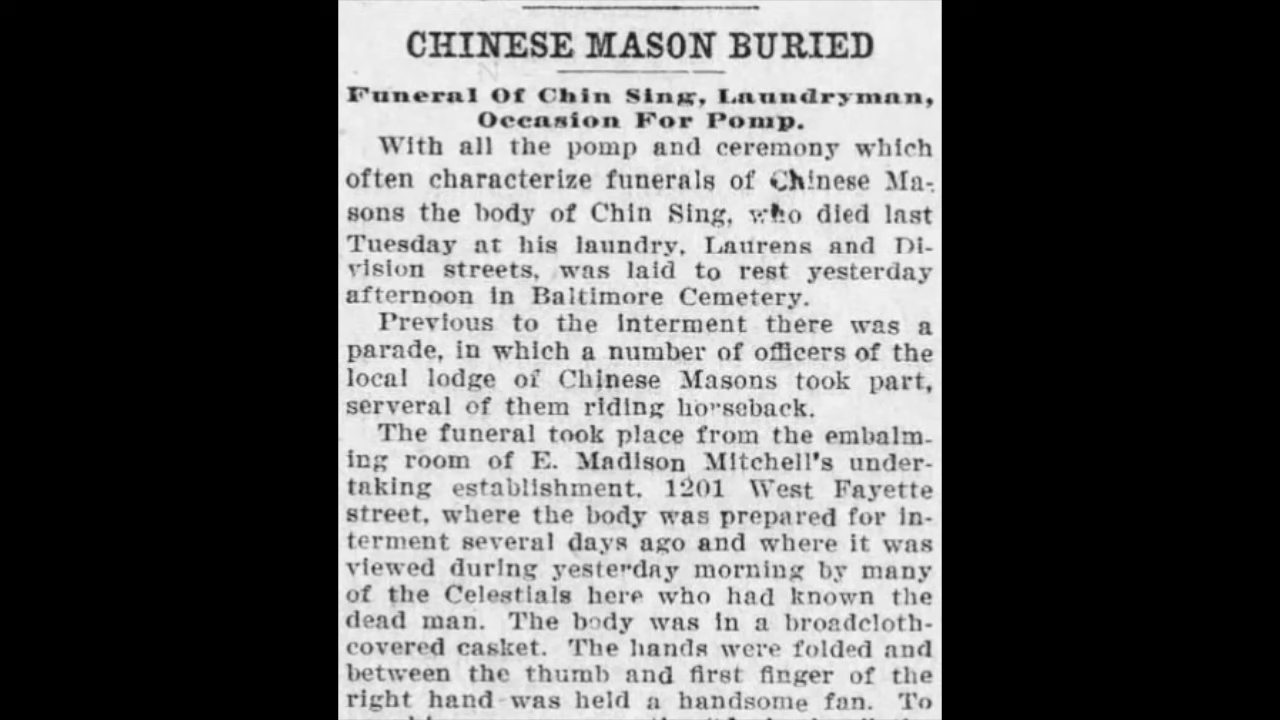 CHINESE MASON BURIED
Funeral Of Chin Sing, Laundryman,
Occasion For Pomp.
With all the pomp and ceremony which
often characterize funerals of Chinese Ma-
sons the body of Chin Sing, who died last
Tuesday at his laundry, Laurens and Di-
vision streets, was laid to rest yesterday
afternoon in Baltimore Cemetery.
Previous to the interment there was a
parade, in which a number of officers of the
local lodge of Chinese Masons took part,
serveral of them riding horseback.
The funeral took place from the embalm-
ing room of E. Madison Mitchell's under-
taking establishment, 1201 West Fayette
street, where the body was prepared for in-
terment several days ago and where it was
viewed during yesterday morning by many
of the Celestials here who had known the
dead man. The body was in a broadcloth-
covered casket. The hands were folded and
between the thumb and first finger of the
right hand was held a handsome fan. To